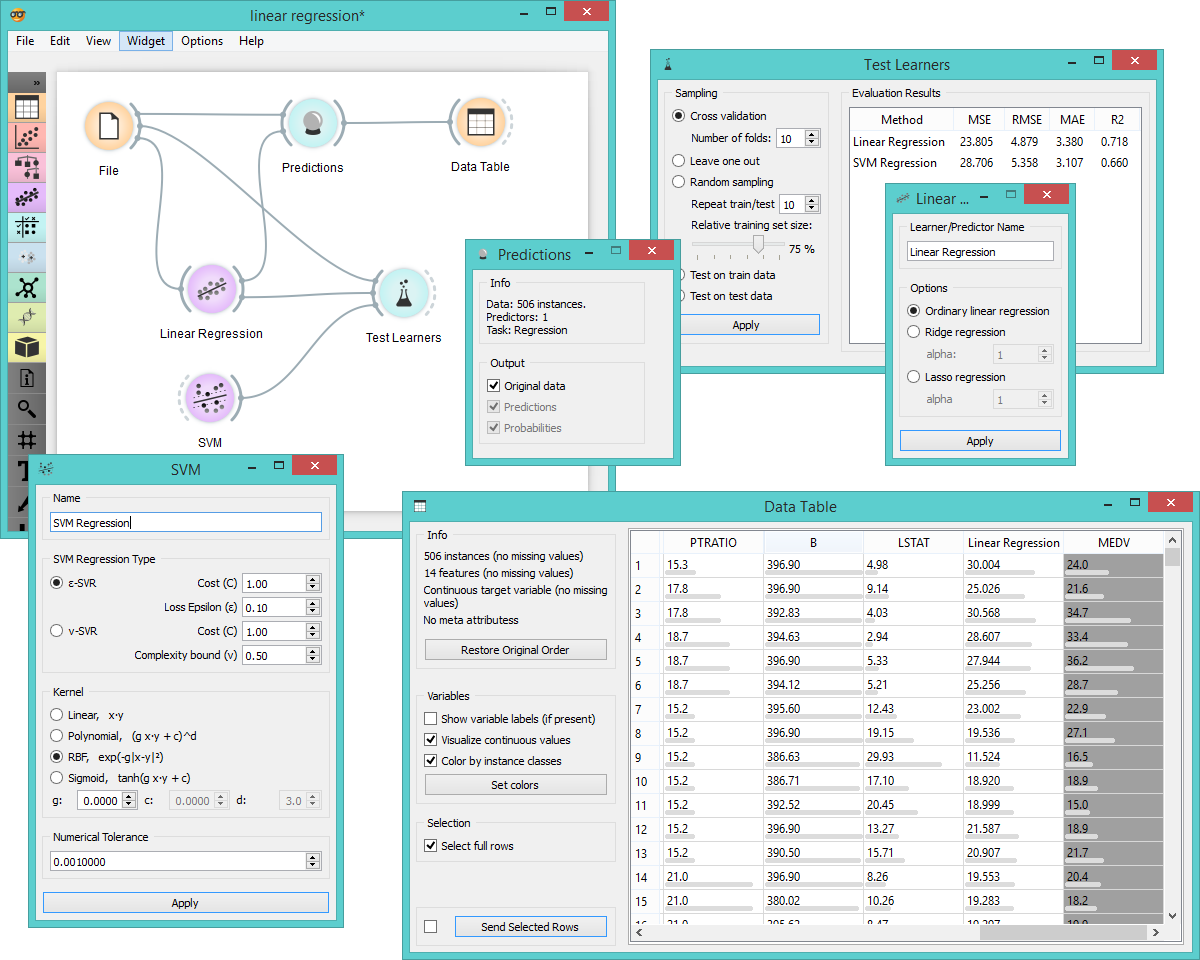 linear regression*
File Edit View Widget Options Help
»
File
Predictions
Data Table
Linear Regression
Test Learners
SVM
Test Learners
Sampling
Cross validation
Number of folds: 10
Leave one out
Random sampling
Repeat train/test 10
Relative training set size:
75 %
Test on train data
Test on test data
Apply
Evaluation Results
Method MSE RMSE MAE R2
Linear Regression 23.805 4.879 3.380 0.718
SVM Regression 28.706 5.358 3.107 0.660
Linear ...
Learner/Predictor Name
Linear Regression
Options
Ordinary linear regression
Ridge regression
alpha: 1
Lasso regression
alpha 1
Apply
Predictions
Info
Data: 506 instances.
Predictors: 1
Task: Regression
Output
Original data
Predictions
Probabilities
SVM
Name
SVM Regression
SVM Regression Type
ε-SVR Cost (C) 1.00
Loss Epsilon (ε) 0.10
ν-SVR Cost (C) 1.00
Complexity bound (ν) 0.50
Kernel
Linear, x·y
Polynomial, (g x·y + c)^d
RBF, exp(-g|x-y|²)
Sigmoid, tanh(g x·y + c)
g: 0.0000 c: 0.0000 d: 3.0
Numerical Tolerance
0.0010000
Apply
Data Table
Info
506 instances (no missing values)
14 features (no missing values)
Continuous target variable (no missing
values)
No meta attributess
Restore Original Order
Variables
Show variable labels (if present)
Visualize continuous values
Color by instance classes
Set colors
Selection
Select full rows
Send Selected Rows
PTRATIO B LSTAT Linear Regression MEDV
1 15.3 396.90 4.98 30.004 24.0
2 17.8 396.90 9.14 25.026 21.6
3 17.8 392.83 4.03 30.568 34.7
4 18.7 394.63 2.94 28.607 33.4
5 18.7 396.90 5.33 27.944 36.2
6 18.7 394.12 5.21 25.256 28.7
7 15.2 395.60 12.43 23.002 22.9
8 15.2 396.90 19.15 19.536 27.1
9 15.2 386.63 29.93 11.524 16.5
10 15.2 386.71 17.10 18.920 18.9
11 15.2 392.52 20.45 18.999 15.0
12 15.2 396.90 13.27 21.587 18.9
13 15.2 390.50 15.71 20.907 21.7
14 21.0 396.90 8.26 19.553 20.4
15 21.0 380.02 10.26 19.283 18.2